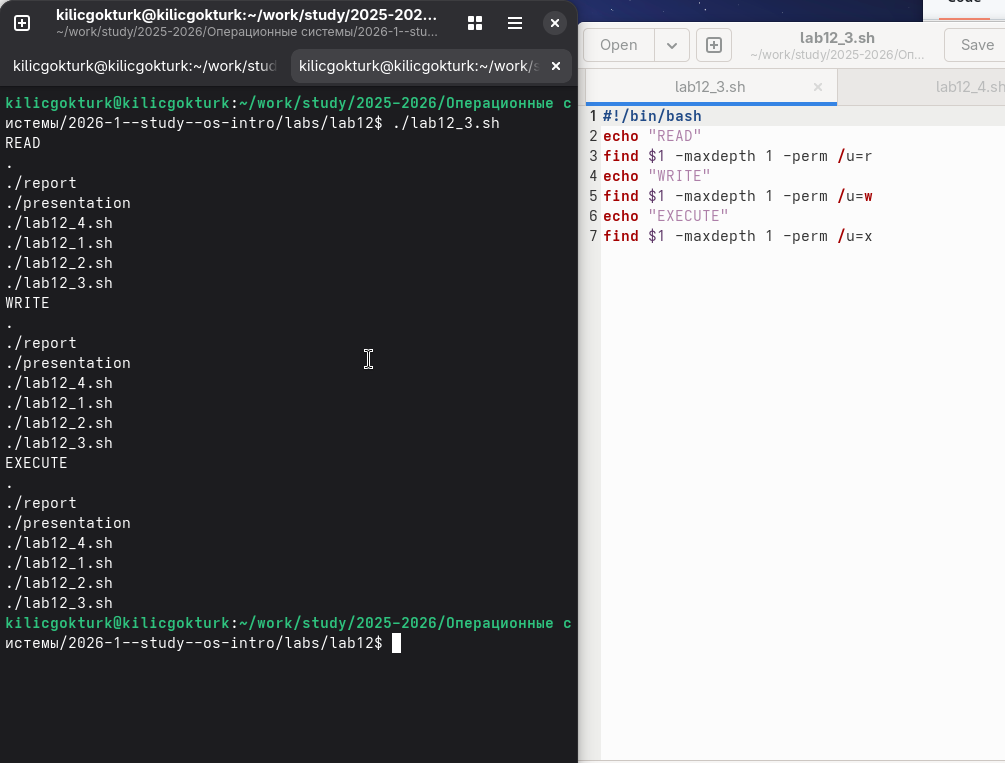 kilicgokturk@kilicgokturk:~/work/study/2025-202...
~/work/study/2025-2026/Операционные системы/2026-1--stu...
kilicgokturk@kilicgokturk:~/work/stud
kilicgokturk@kilicgokturk:~/work/s
kilicgokturk@kilicgokturk:~/work/study/2025-2026/Операционные с
истемы/2026-1--study--os-intro/labs/lab12$ ./lab12_3.sh
READ
.
./report
./presentation
./lab12_4.sh
./lab12_1.sh
./lab12_2.sh
./lab12_3.sh
WRITE
.
./report
./presentation
./lab12_4.sh
./lab12_1.sh
./lab12_2.sh
./lab12_3.sh
EXECUTE
.
./report
./presentation
./lab12_4.sh
./lab12_1.sh
./lab12_2.sh
./lab12_3.sh
kilicgokturk@kilicgokturk:~/work/study/2025-2026/Операционные с
истемы/2026-1--study--os-intro/labs/lab12$
Open
lab12_3.sh
~/work/study/2025-2026/Оп...
Save
lab12_3.sh
lab12_4.sh
1 #!/bin/bash
2 echo "READ"
3 find $1 -maxdepth 1 -perm /u=r
4 echo "WRITE"
5 find $1 -maxdepth 1 -perm /u=w
6 echo "EXECUTE"
7 find $1 -maxdepth 1 -perm /u=x